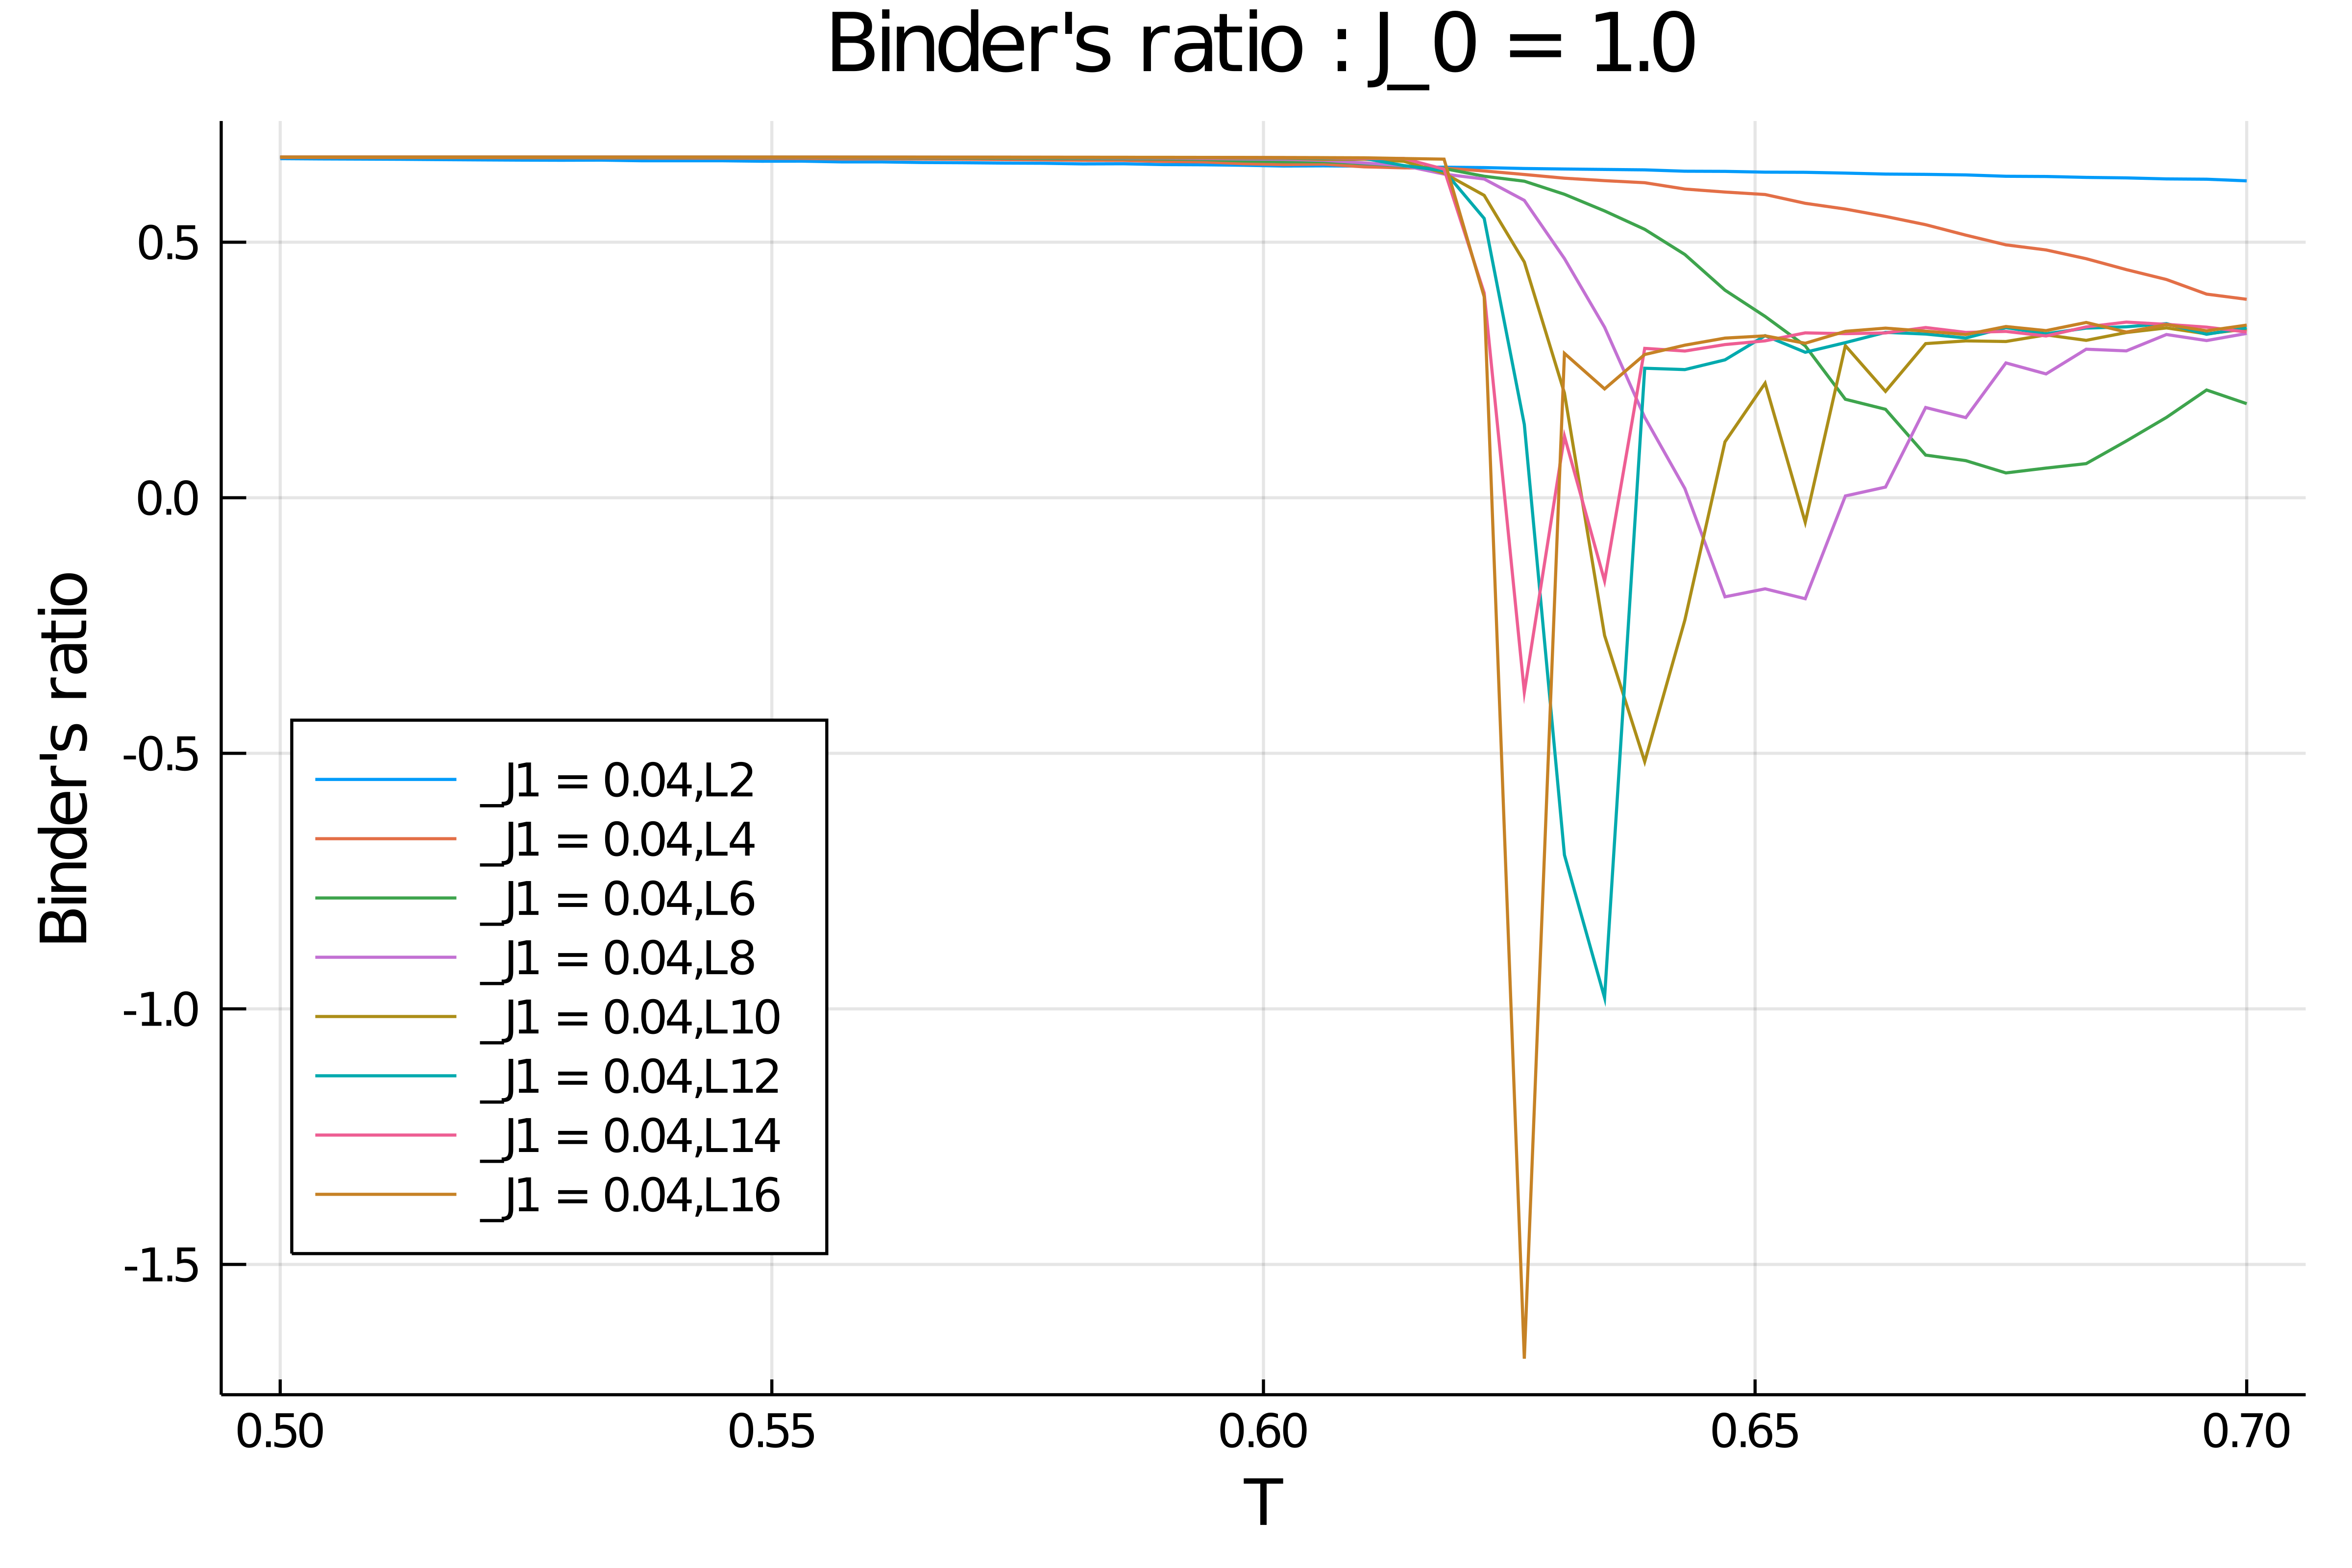 Binder's ratio : J_0 = 1.0
Binder's ratio
0.5
0.0
-0.5
-1.0
-1.5
_J1 = 0.04,L2
_J1 = 0.04,L4
_J1 = 0.04,L6
_J1 = 0.04,L8
_J1 = 0.04,L10
_J1 = 0.04,L12
_J1 = 0.04,L14
_J1 = 0.04,L16
0.50 0.55 0.60 0.65 0.70
T